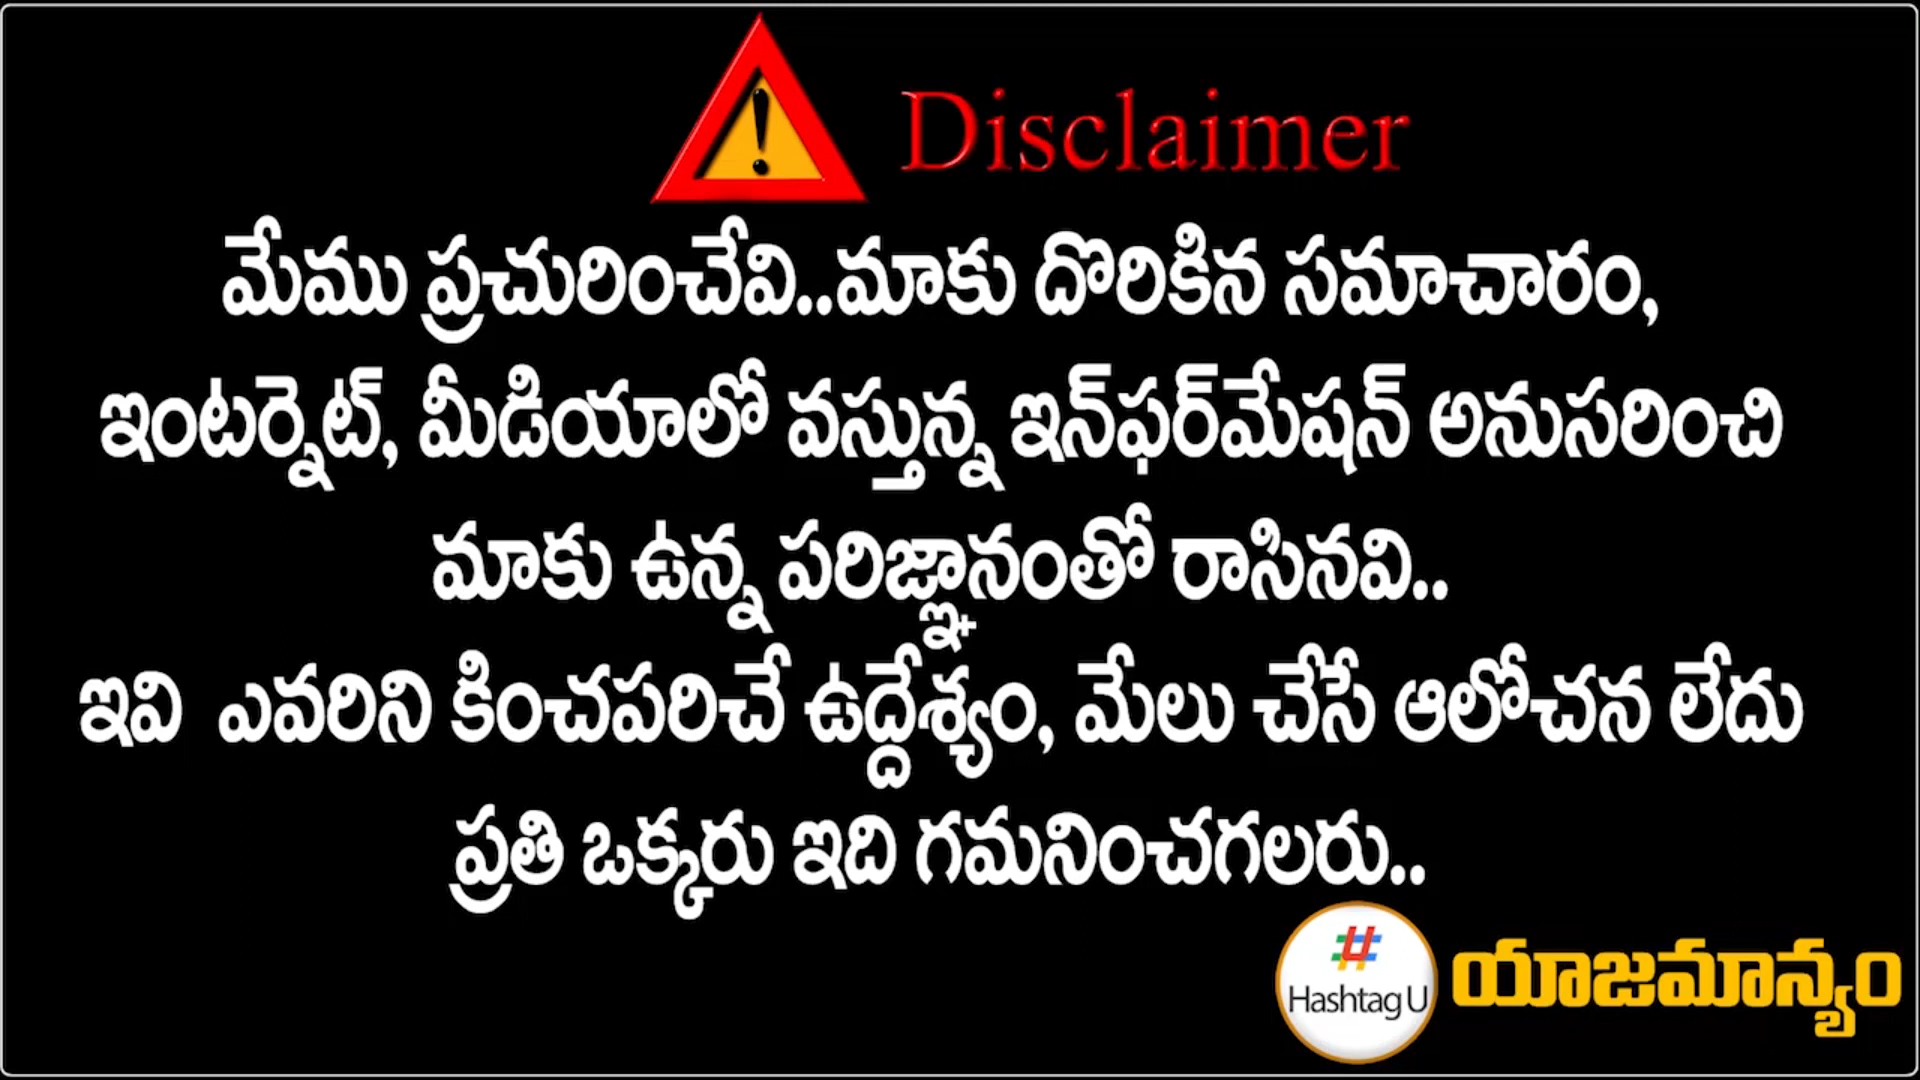 Disclaimer
మేము ప్రచురించేవి..మాకు దొరికిన సమాచారం,
ఇంటర్నెట్, మీడియాలో వస్తున్న ఇన్‌ఫర్‌మేషన్ అనుసరించి
మాకు ఉన్న పరిజ్ఞానంతో రాసినవి..
ఇవి ఎవరిని కించపరిచే ఉద్దేశ్యం, మేలు చేసే ఆలోచన లేదు
ప్రతి ఒక్కరు ఇది గమనించగలరు..
Hashtag U
యాజమాన్యం